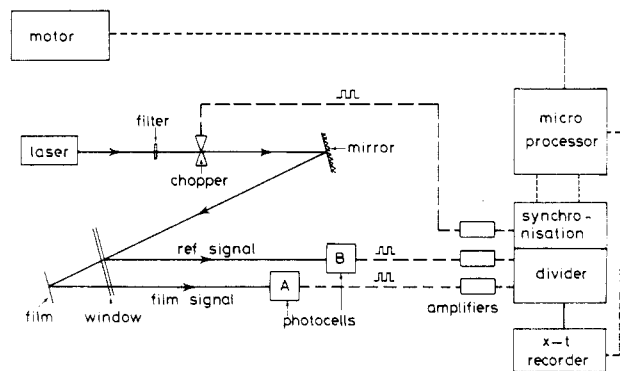 motor
filter
laser
chopper
mirror
micro
processor
synchro -
nisation
ref signal
B
divider
film signal
A
amplifiers
photocells
film
window
x-t
recorder